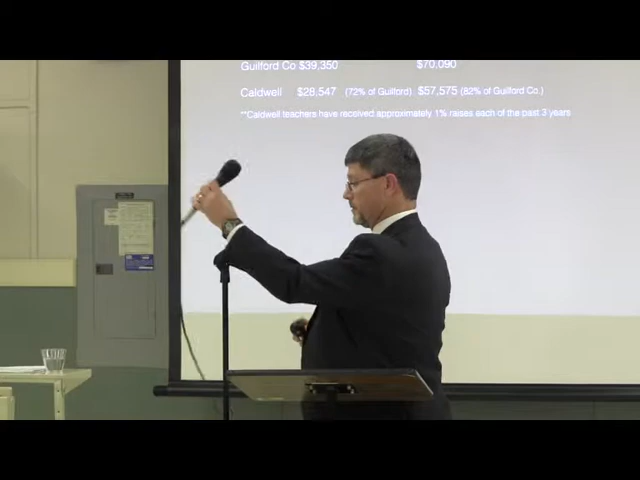 Guilford Co $39,350 $70,090
Caldwell $28,547 (72% of Guilford) $57,575 (82% of Guilford Co.)
**Caldwell teachers have received approximately 1% raises each of the past 3 years